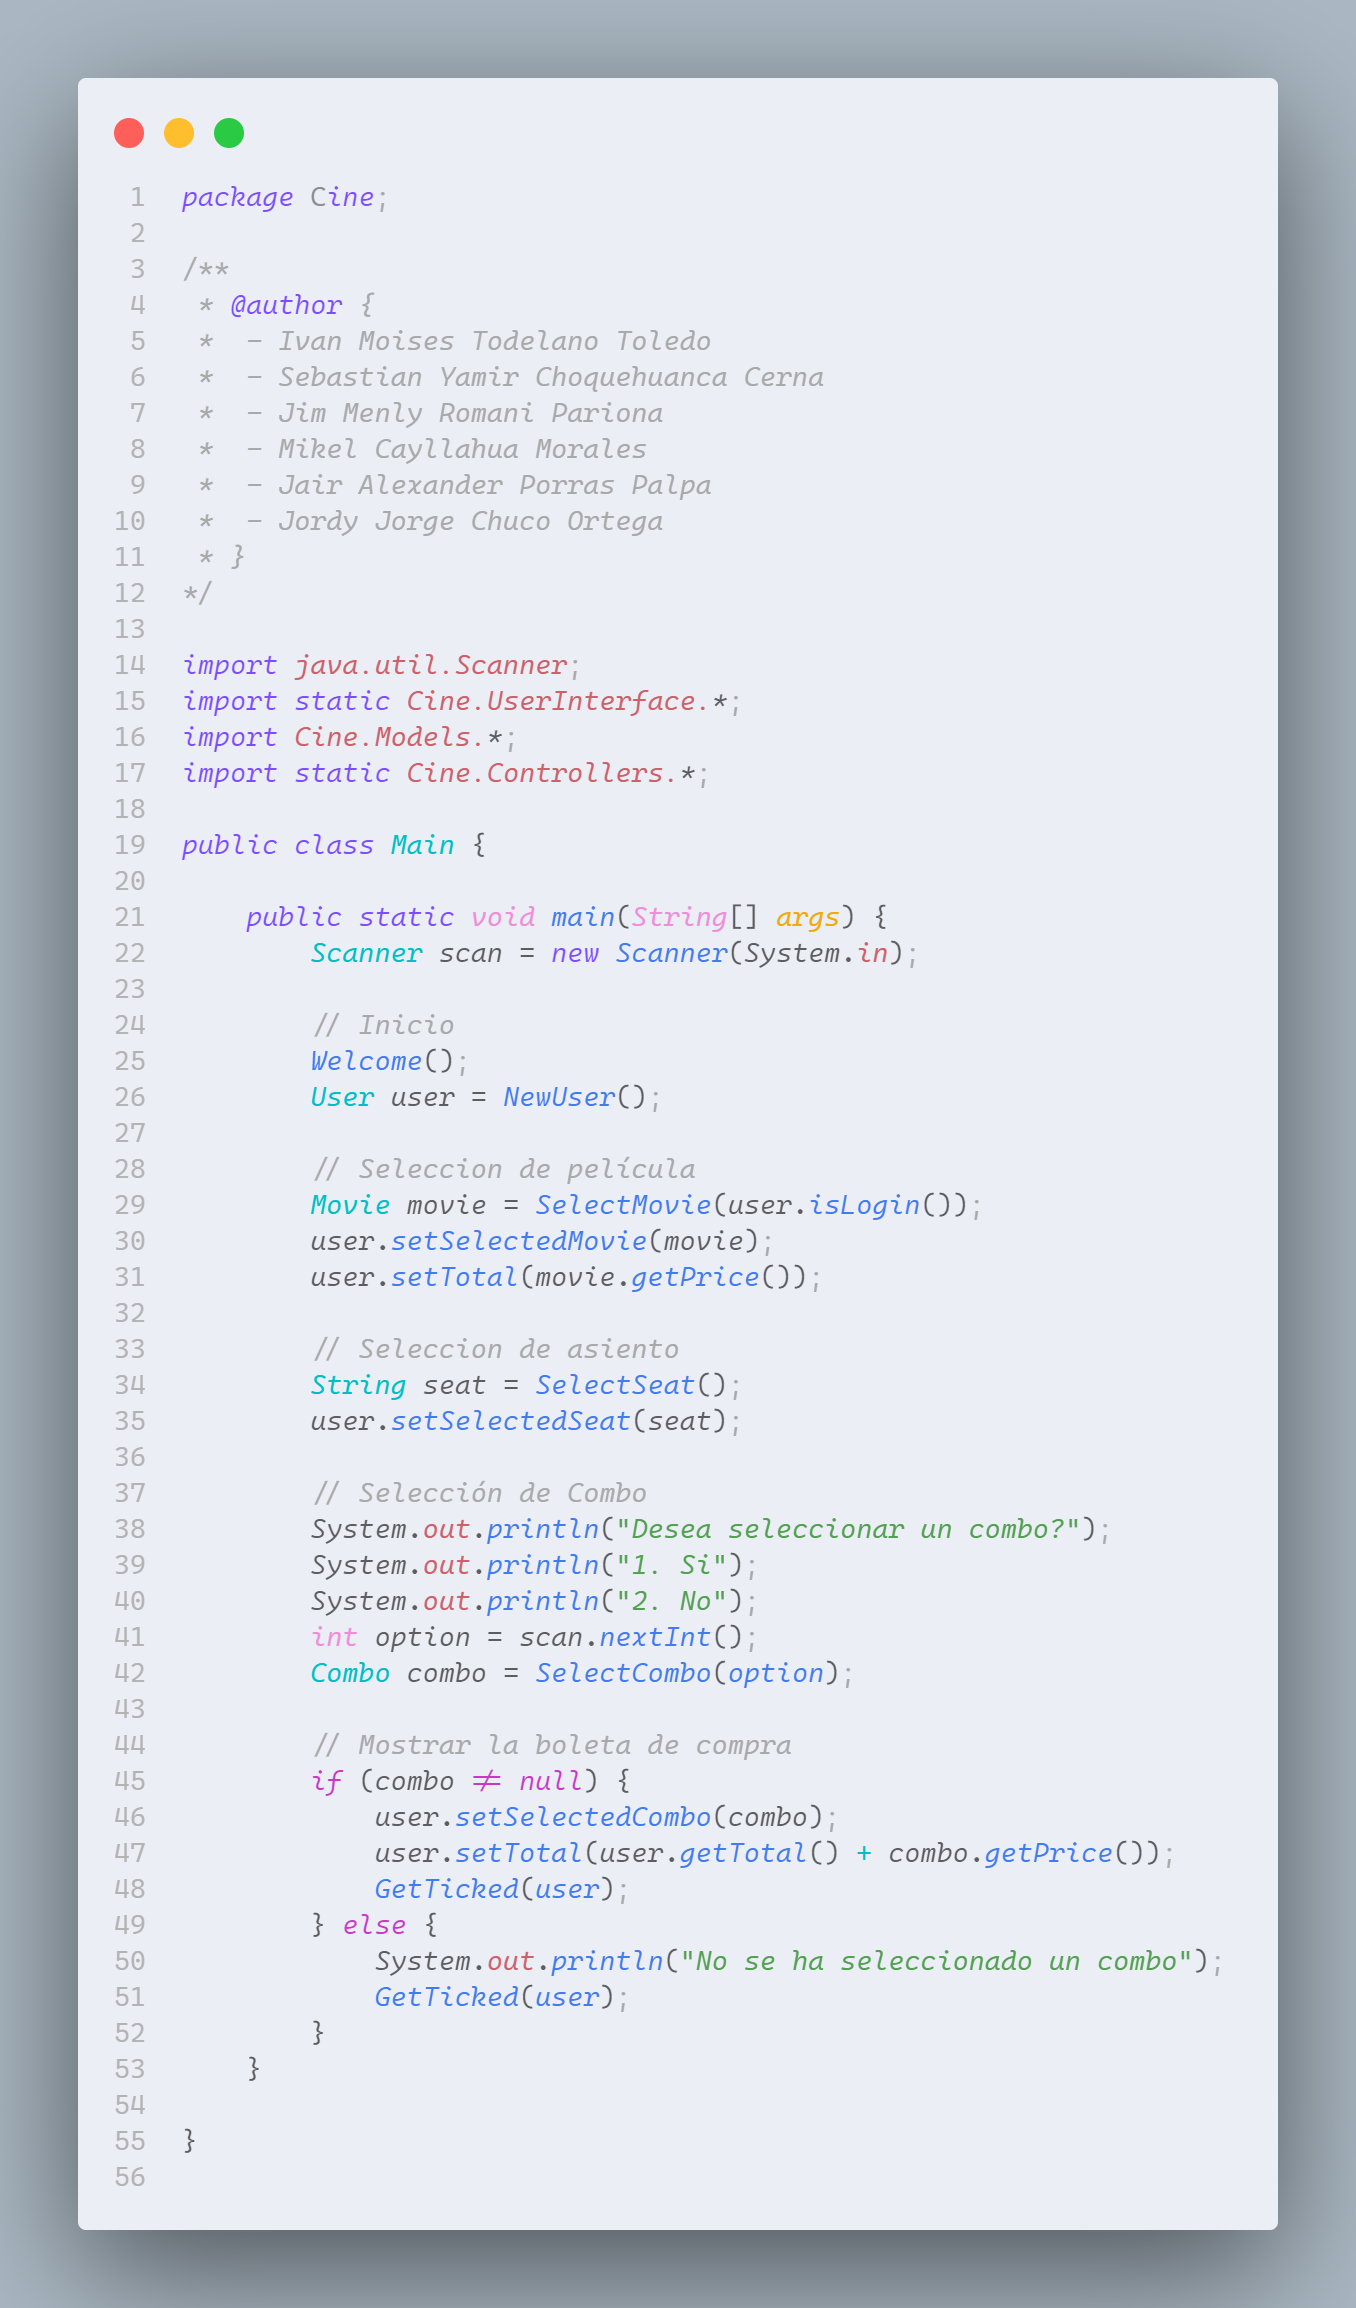 1 package Cine;
2
3 /**
4  * @author {
5  *  - Ivan Moises Todelano Toledo
6  *  - Sebastian Yamir Choquehuanca Cerna
7  *  - Jim Menly Romani Pariona
8  *  - Mikel Cayllahua Morales
9  *  - Jair Alexander Porras Palpa
10  *  - Jordy Jorge Chuco Ortega
11  * }
12 */
13
14 import java.util.Scanner;
15 import static Cine.UserInterface.*;
16 import Cine.Models.*;
17 import static Cine.Controllers.*;
18
19 public class Main {
20
21     public static void main(String[] args) {
22         Scanner scan = new Scanner(System.in);
23
24         // Inicio
25         Welcome();
26         User user = NewUser();
27
28         // Seleccion de película
29         Movie movie = SelectMovie(user.isLogin());
30         user.setSelectedMovie(movie);
31         user.setTotal(movie.getPrice());
32
33         // Seleccion de asiento
34         String seat = SelectSeat();
35         user.setSelectedSeat(seat);
36
37         // Selección de Combo
38         System.out.println("Desea seleccionar un combo?");
39         System.out.println("1. Si");
40         System.out.println("2. No");
41         int option = scan.nextInt();
42         Combo combo = SelectCombo(option);
43
44         // Mostrar la boleta de compra
45         if (combo != null) {
46             user.setSelectedCombo(combo);
47             user.setTotal(user.getTotal() + combo.getPrice());
48             GetTicked(user);
49         } else {
50             System.out.println("No se ha seleccionado un combo");
51             GetTicked(user);
52         }
53     }
54
55 }
56